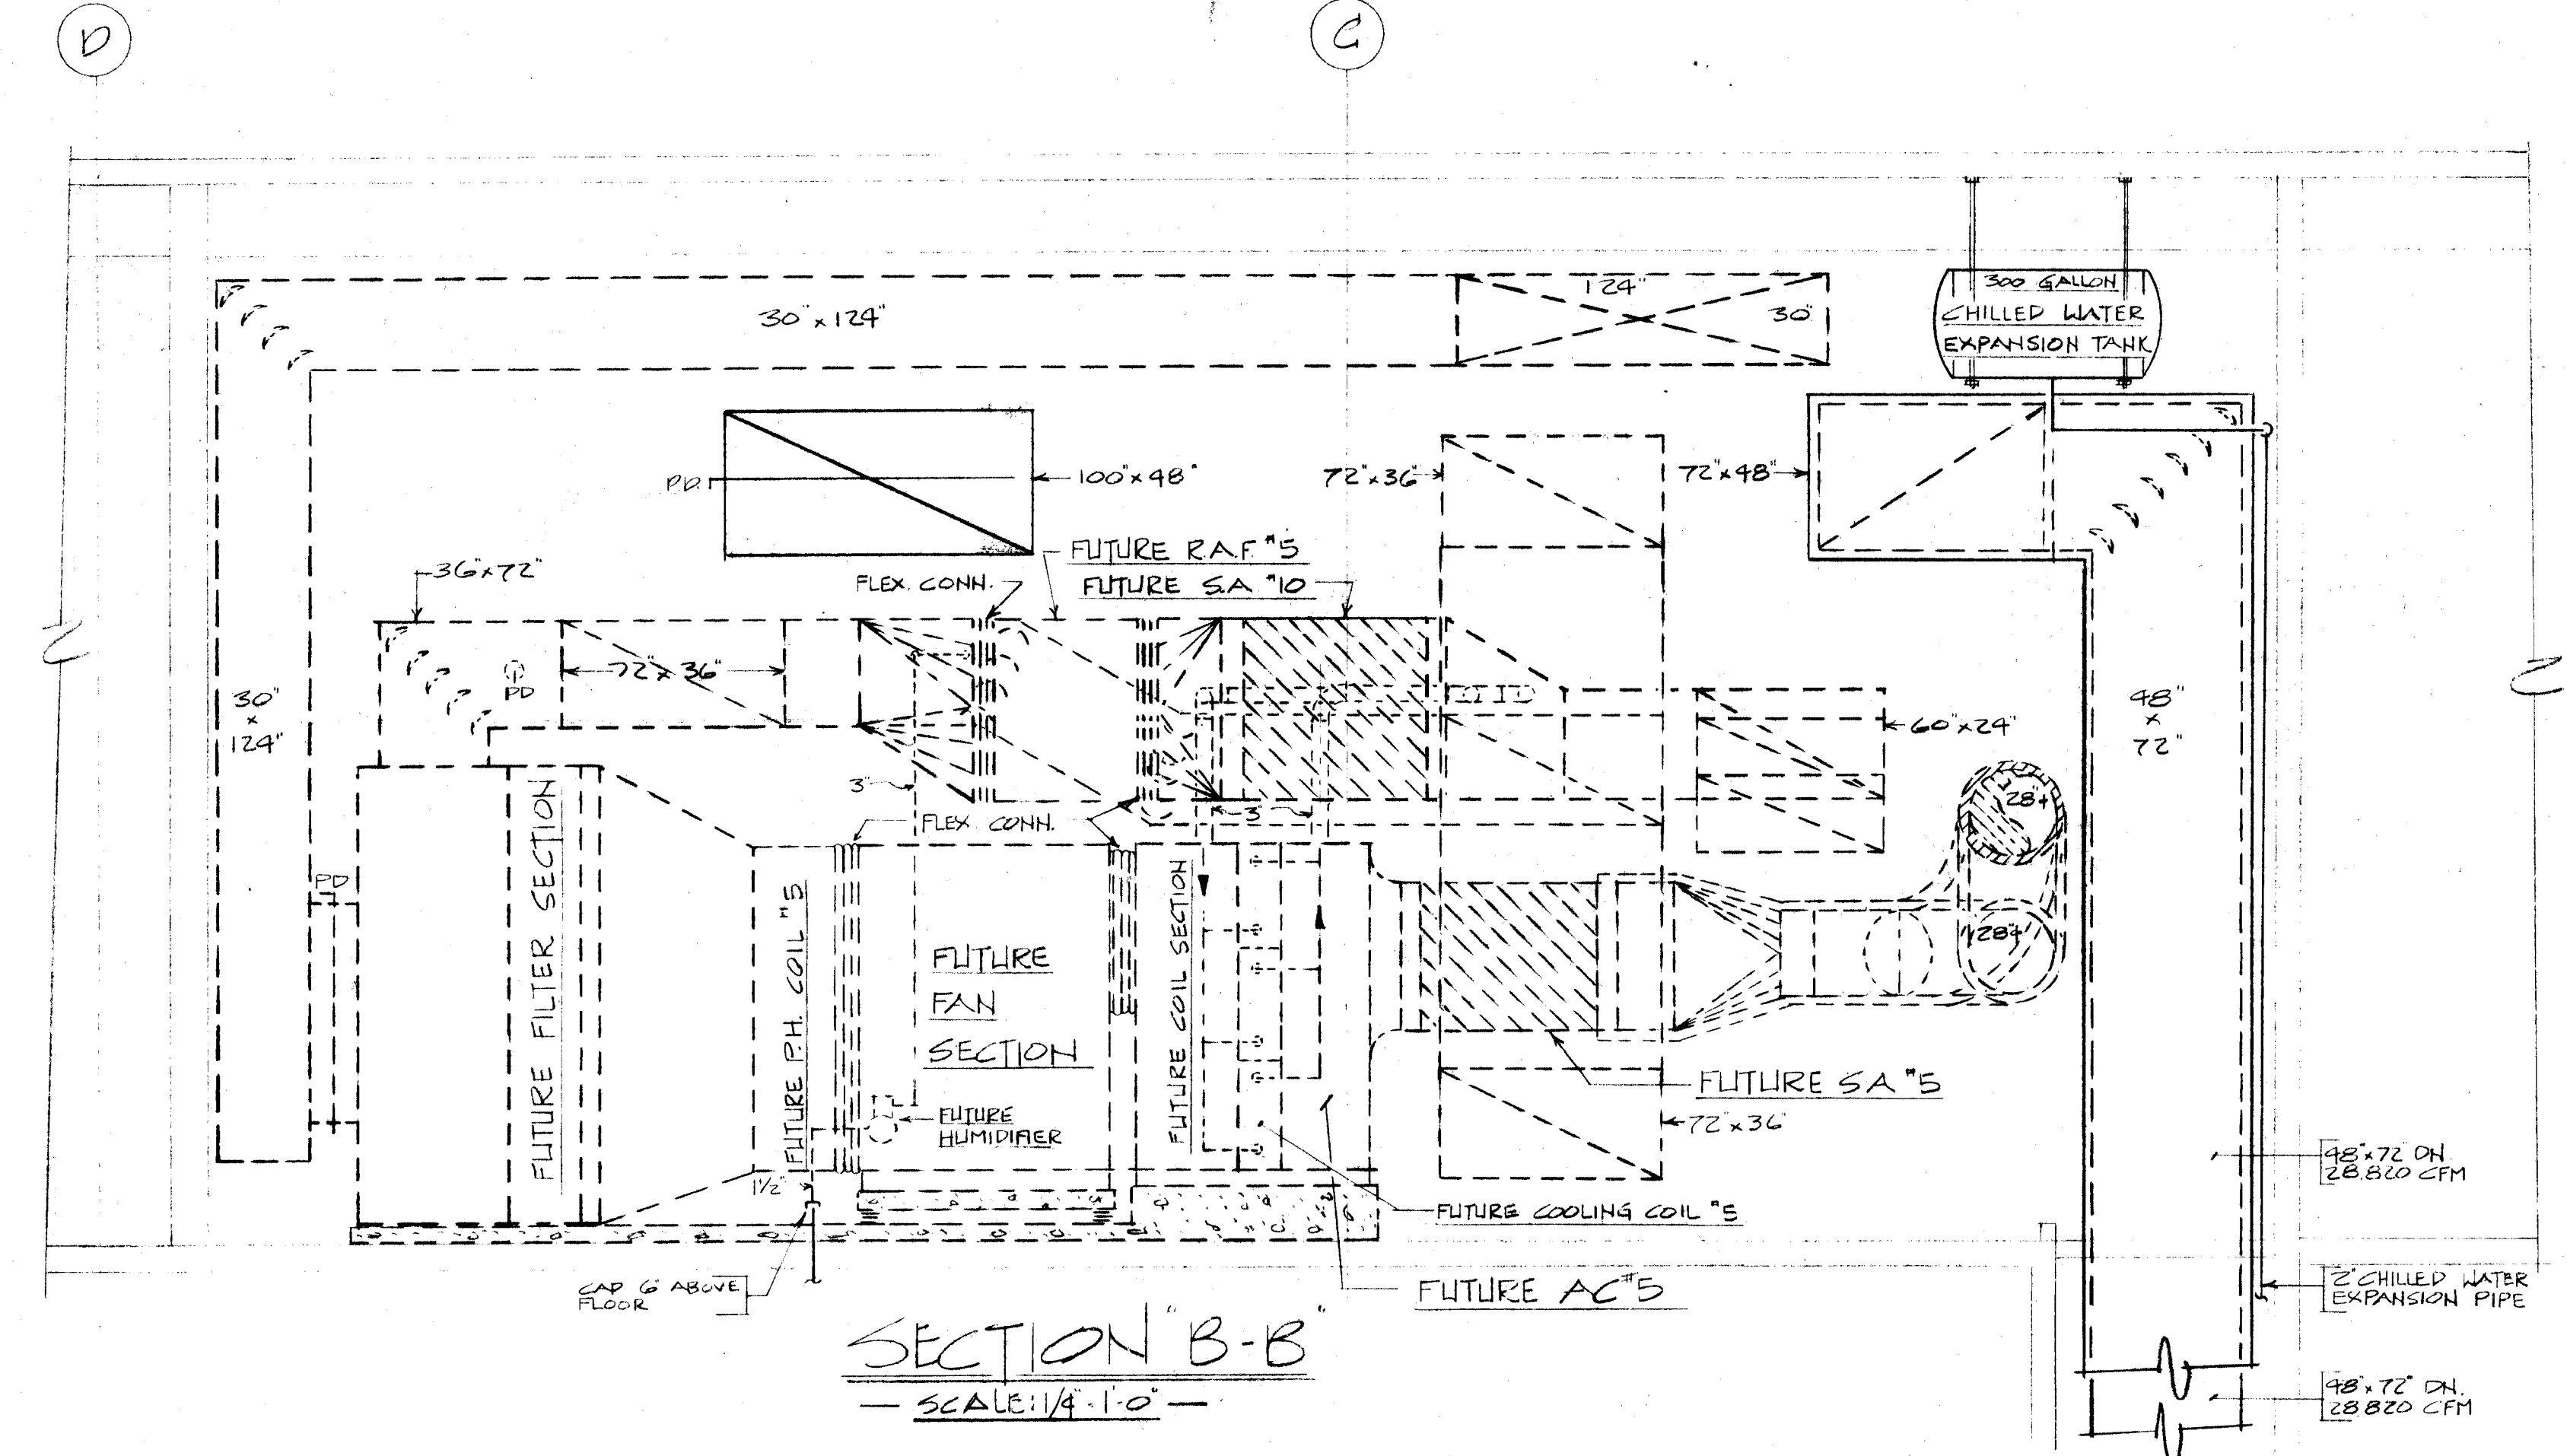 D
C
30"x124"
124"
30"
300 GALLON
CHILLED WATER
EXPANSION TANK
P.D.
100"x48"
72"x36"
72"x48"
FUTURE R.A.F. #5
FUTURE S.A. #10
FLEX. CONN.
36"x72"
72"x36"
PD
30"
x
124"
48"
x
72"
60"x24"
3"
3"
28"ϕ
28"ϕ
FLEX. CONN.
PD
FUTURE FILTER SECTION
FUTURE P.H. COIL #5
FUTURE
FAN
SECTION
FUTURE COIL SECTION
FUTURE
HUMIDIFIER
FUTURE S.A. #5
72"x36"
1½"
FUTURE COOLING COIL #5
48"x72" DN.
28,820 CFM
CAP 6" ABOVE
FLOOR
FUTURE AC #5
2" CHILLED WATER
EXPANSION PIPE
SECTION "B-B"
SCALE: 1/4"-1'-0"
48"x72" DN.
28,820 CFM